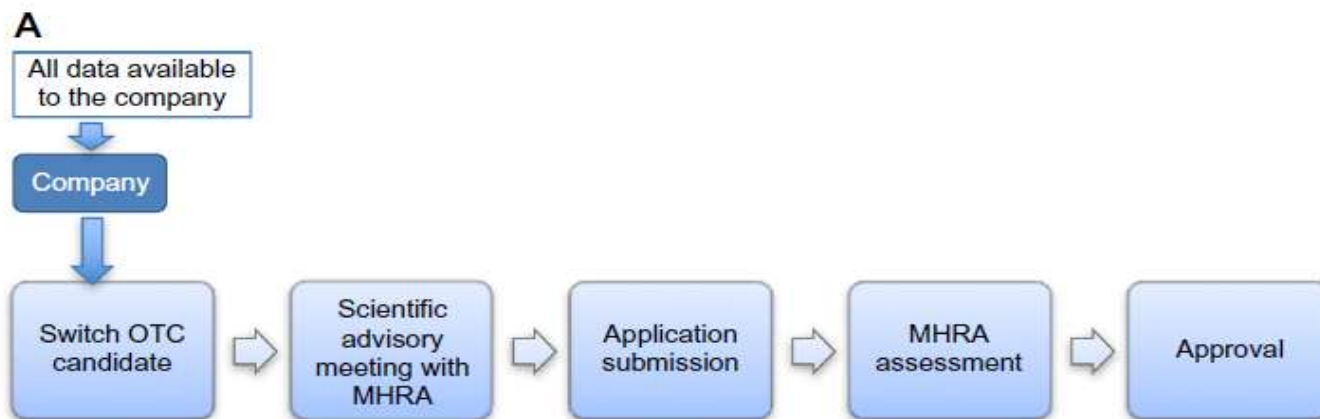 A
All data available
to the company
Company
Switch OTC
candidate
Scientific
advisory
meeting with
MHRA
Application
submission
MHRA
assessment
Approval